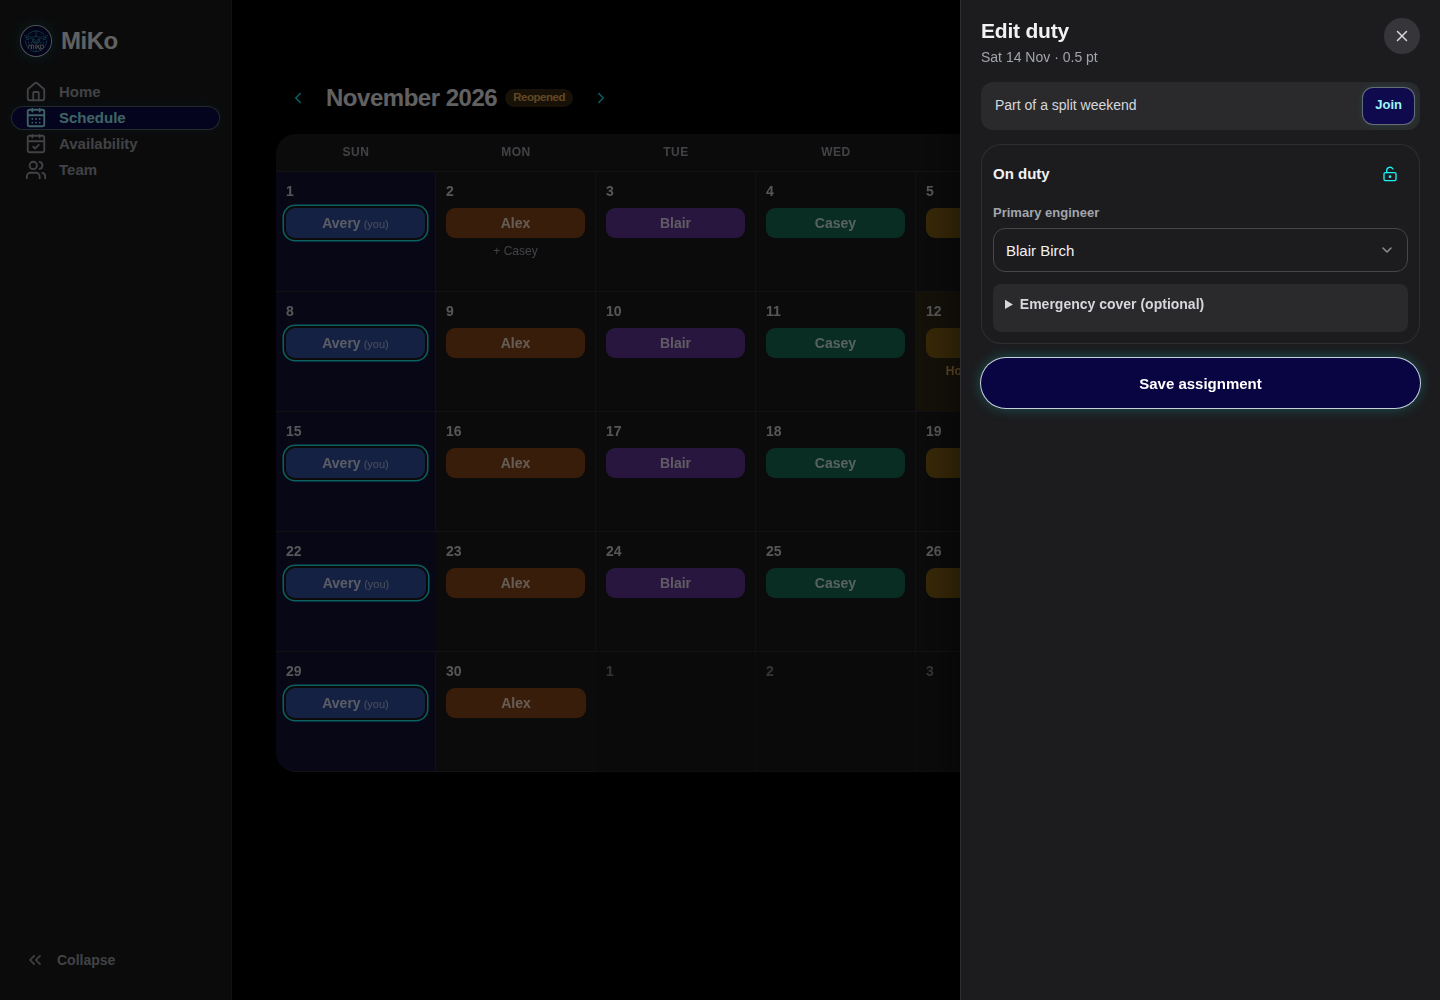 MiKo
Home
Schedule
Availability
Team
Collapse
November 2026 Reopened
SUN MON TUE WED
1 2 3 4 5
Avery (you) Alex Blair Casey
+ Casey
8 9 10 11 12
Avery (you) Alex Blair Casey
Ho
15 16 17 18 19
Avery (you) Alex Blair Casey
22 23 24 25 26
Avery (you) Alex Blair Casey
29 30 1 2 3
Avery (you) Alex
Edit duty
Sat 14 Nov · 0.5 pt
Part of a split weekend Join
On duty
Primary engineer
Blair Birch
Emergency cover (optional)
Save assignment